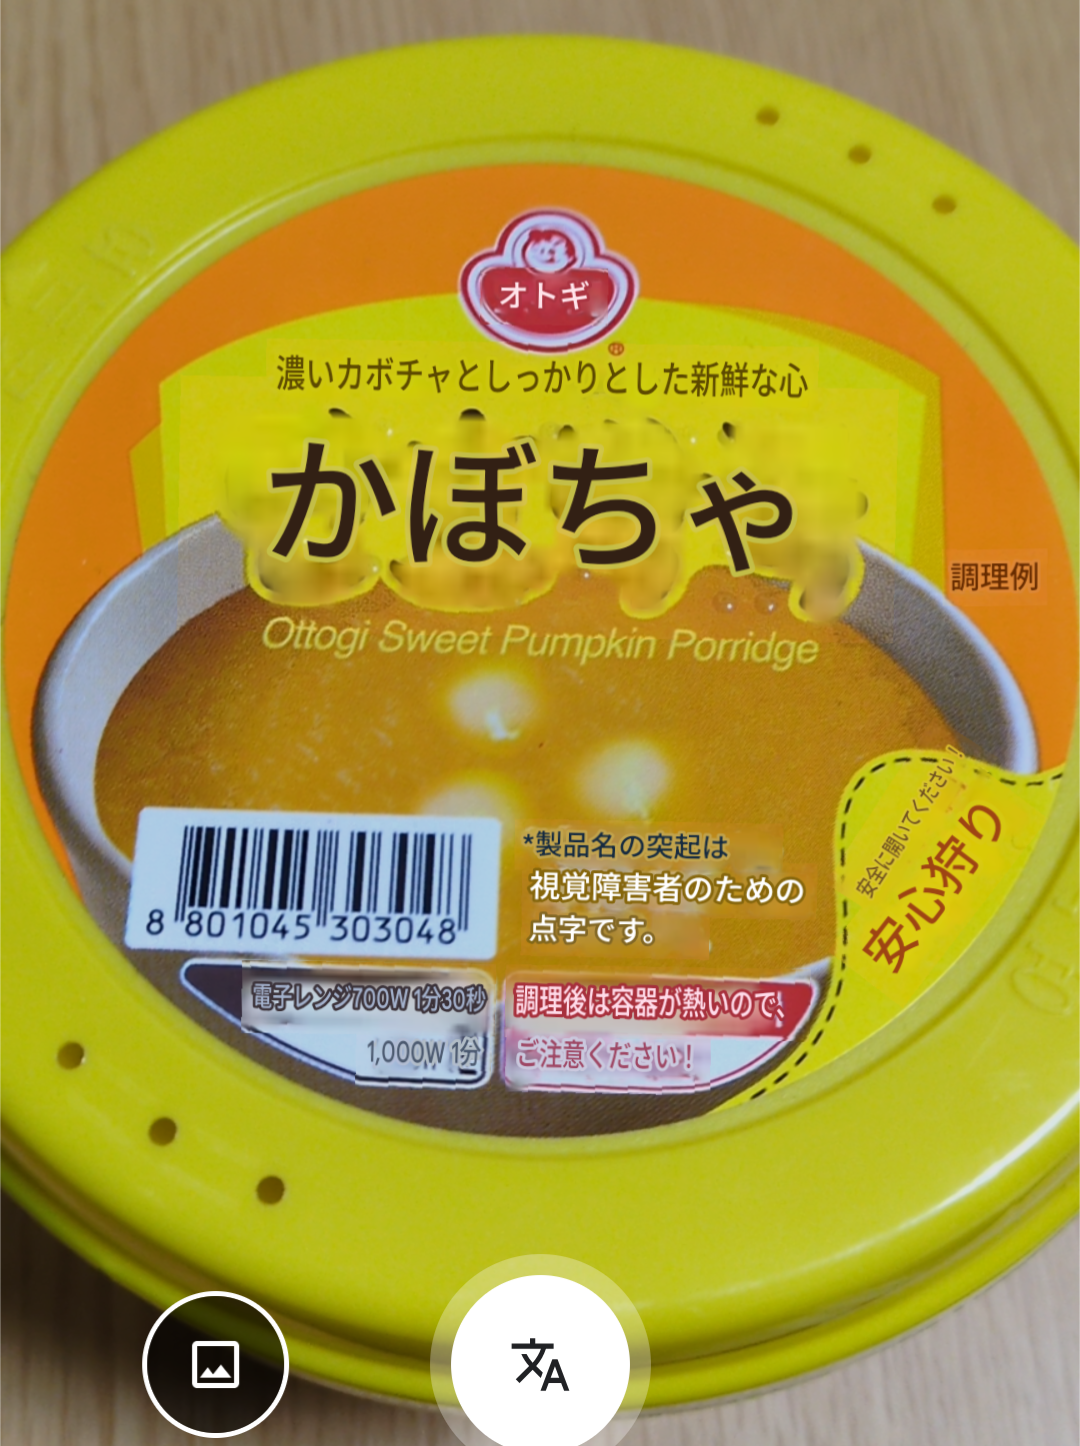 オトギ
濃いカボチャとしっかりとした新鮮な心
かぼちゃ
調理例
Ottogi Sweet Pumpkin Porridge
安全に開いてください!
安心狩り
*製品名の突起は
視覚障害者のための
点字です。
8 801045 303048
電子レンジ700W 1分30秒
1,000W 1分
調理後は容器が熱いので、
ご注意ください!
文A